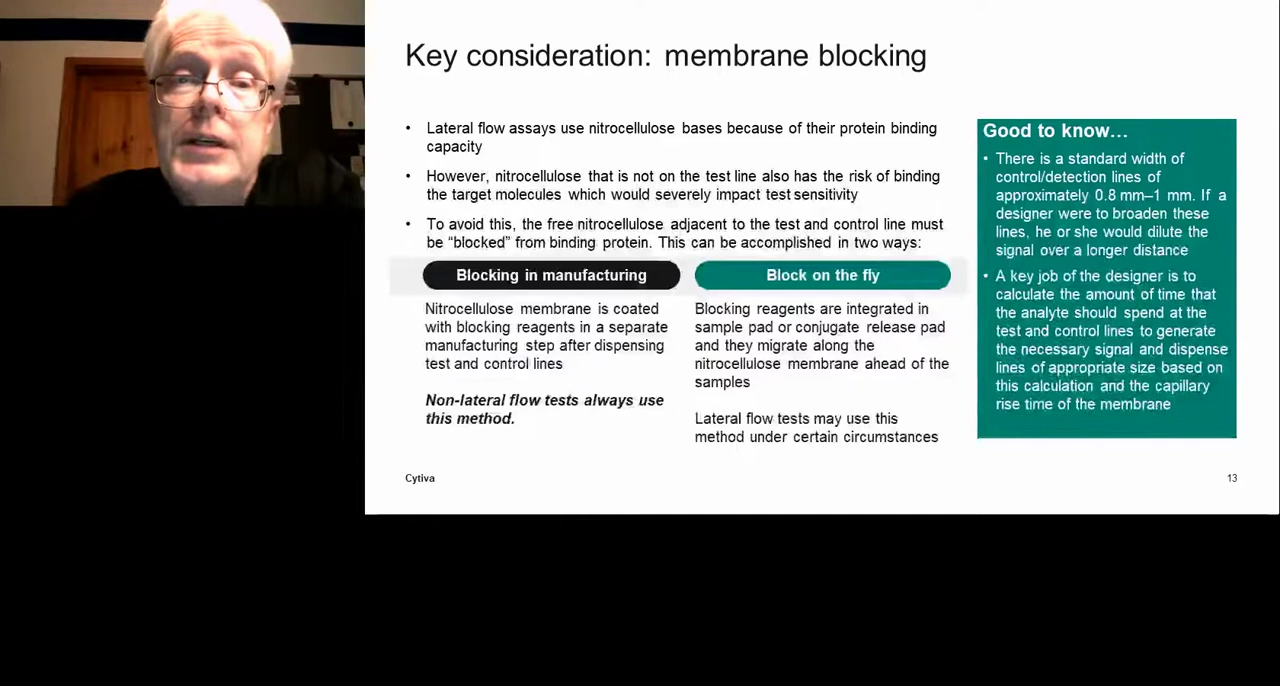 Key consideration: membrane blocking
• Lateral flow assays use nitrocellulose bases because of their protein binding
capacity
• However, nitrocellulose that is not on the test line also has the risk of binding
the target molecules which would severely impact test sensitivity
• To avoid this, the free nitrocellulose adjacent to the test and control line must
be “blocked” from binding protein. This can be accomplished in two ways:
Blocking in manufacturing
Nitrocellulose membrane is coated
with blocking reagents in a separate
manufacturing step after dispensing
test and control lines
Non-lateral flow tests always use
this method.
Block on the fly
Blocking reagents are integrated in
sample pad or conjugate release pad
and they migrate along the
nitrocellulose membrane ahead of the
samples
Lateral flow tests may use this
method under certain circumstances
Good to know…
• There is a standard width of
control/detection lines of
approximately 0.8 mm–1 mm. If a
designer were to broaden these
lines, he or she would dilute the
signal over a longer distance
• A key job of the designer is to
calculate the amount of time that
the analyte should spend at the
test and control lines to generate
the necessary signal and dispense
lines of appropriate size based on
this calculation and the capillary
rise time of the membrane
Cytiva
13